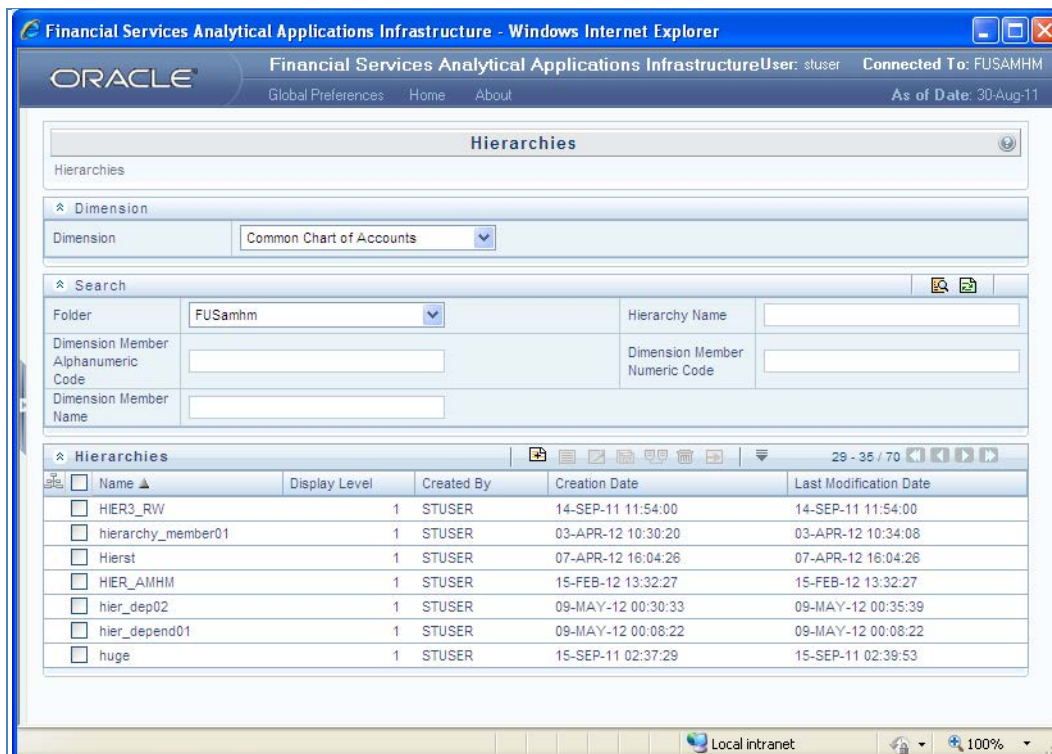 Financial Services Analytical Applications Infrastructure - Windows Internet Explorer
ORACLE
Financial Services Analytical Applications Infrastructure User: stuser Connected To: FUSAMHM
Global Preferences Home About As of Date: 30-Aug-11
Hierarchies
Hierarchies
Dimension
Dimension Common Chart of Accounts
Search
Folder FUSamhm Hierarchy Name
Dimension Member Alphanumeric Code Dimension Member Numeric Code
Dimension Member Name
Hierarchies 29 - 35 / 70
Name Display Level Created By Creation Date Last Modification Date
HIER3_RW 1 STUSER 14-SEP-11 11:54:00 14-SEP-11 11:54:00
hierarchy_member01 1 STUSER 03-APR-12 10:30:20 03-APR-12 10:34:08
Hierst 1 STUSER 07-APR-12 16:04:26 07-APR-12 16:04:26
HIER_AMHM 1 STUSER 15-FEB-12 13:32:27 15-FEB-12 13:32:27
hier_dep02 1 STUSER 09-MAY-12 00:30:33 09-MAY-12 00:35:39
hier_depend01 1 STUSER 09-MAY-12 00:08:22 09-MAY-12 00:08:22
huge 1 STUSER 15-SEP-11 02:37:29 15-SEP-11 02:39:53
Local intranet 100%